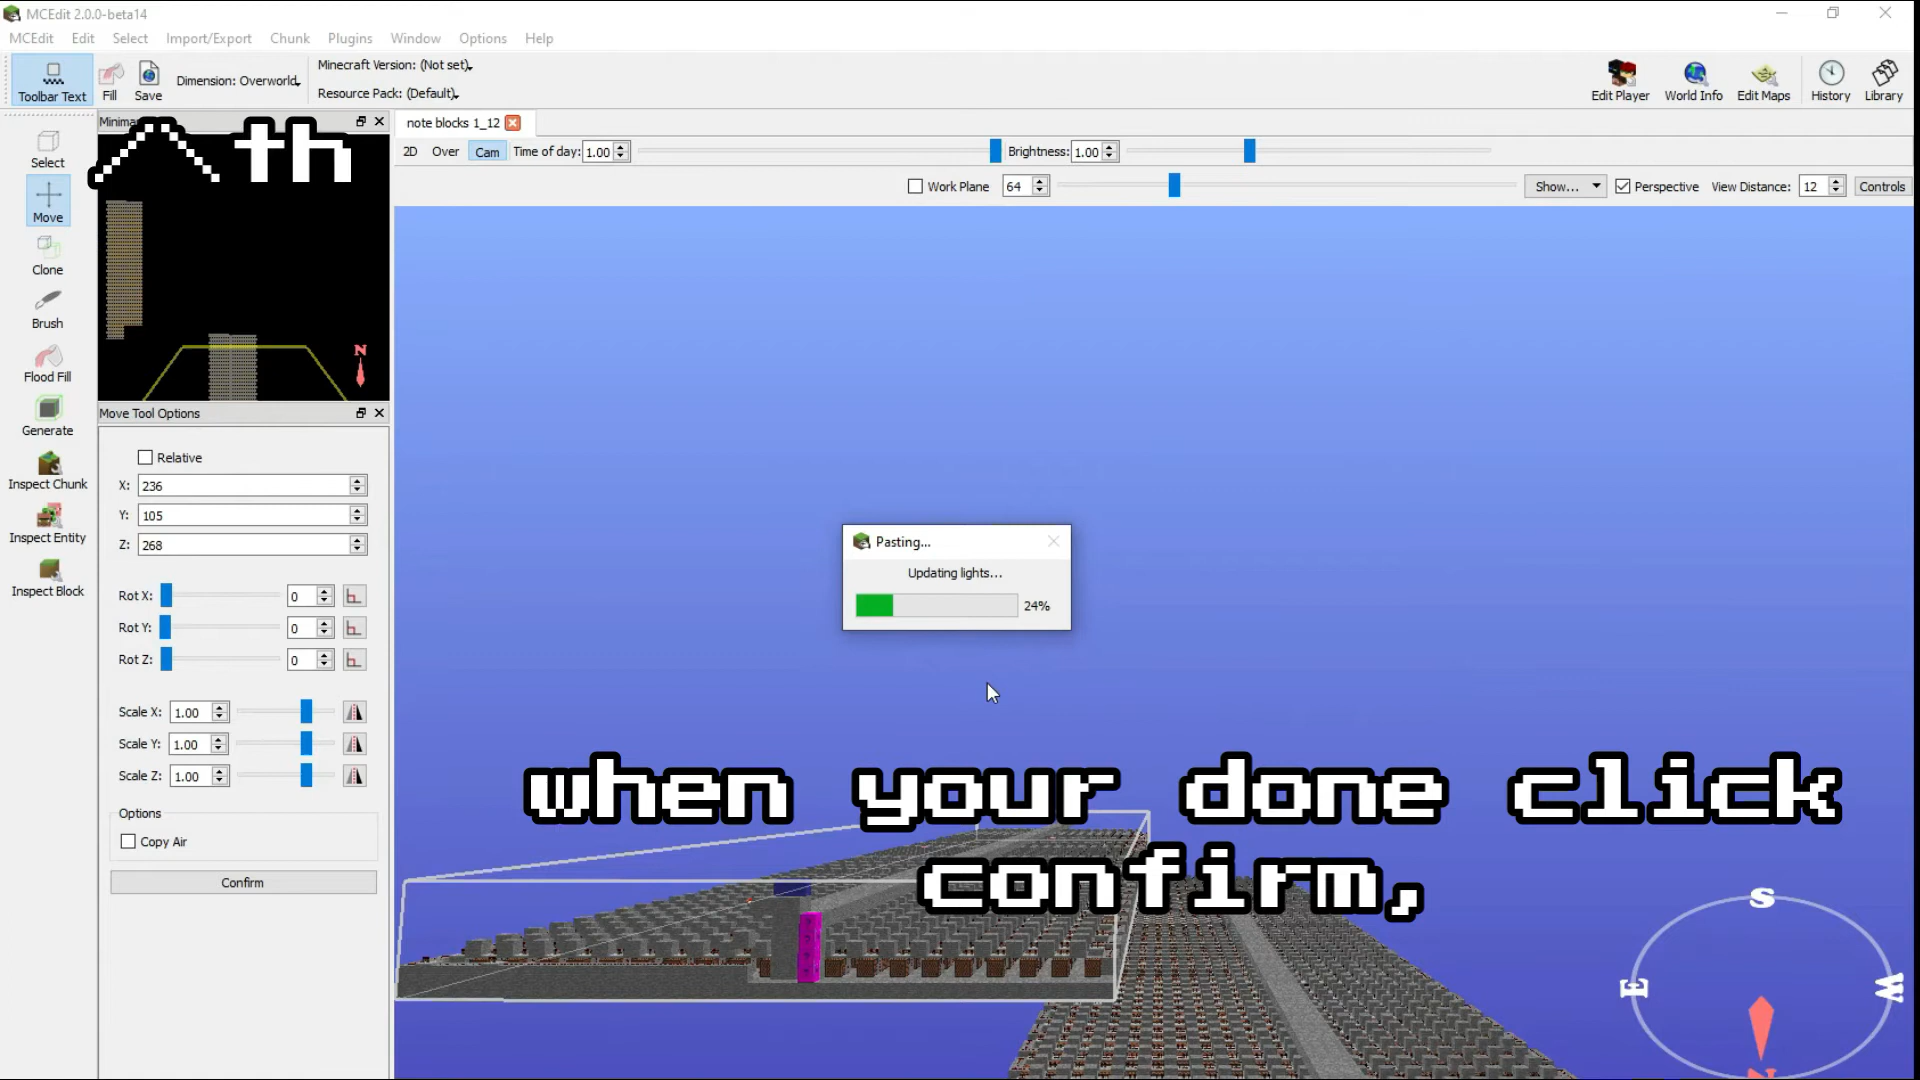 MCEdit 2.0.0-beta14
MCEdit Edit Select Import/Export Chunk Plugins Window Options Help
Toolbar Text Fill Save Dimension: Overworld
Minecraft Version: (Not set)
Resource Pack: (Default)
Edit Player World Info Edit Maps History Library
note blocks 1_12
^ th
2D Over Cam Time of day: 1.00 Brightness: 1.00
Work Plane 64 Show... Perspective View Distance: 12 Controls
Select
Move
Clone
Brush
Flood Fill
Generate
Inspect Chunk
Inspect Entity
Inspect Block
N
Move Tool Options
Relative
X: 236
Y: 105
Z: 268
Rot X: 0
Rot Y: 0
Rot Z: 0
Scale X: 1.00
Scale Y: 1.00
Scale Z: 1.00
Options
Copy Air
Confirm
Pasting...
Updating lights...
24%
when your done click
confirm,
S
E W
N